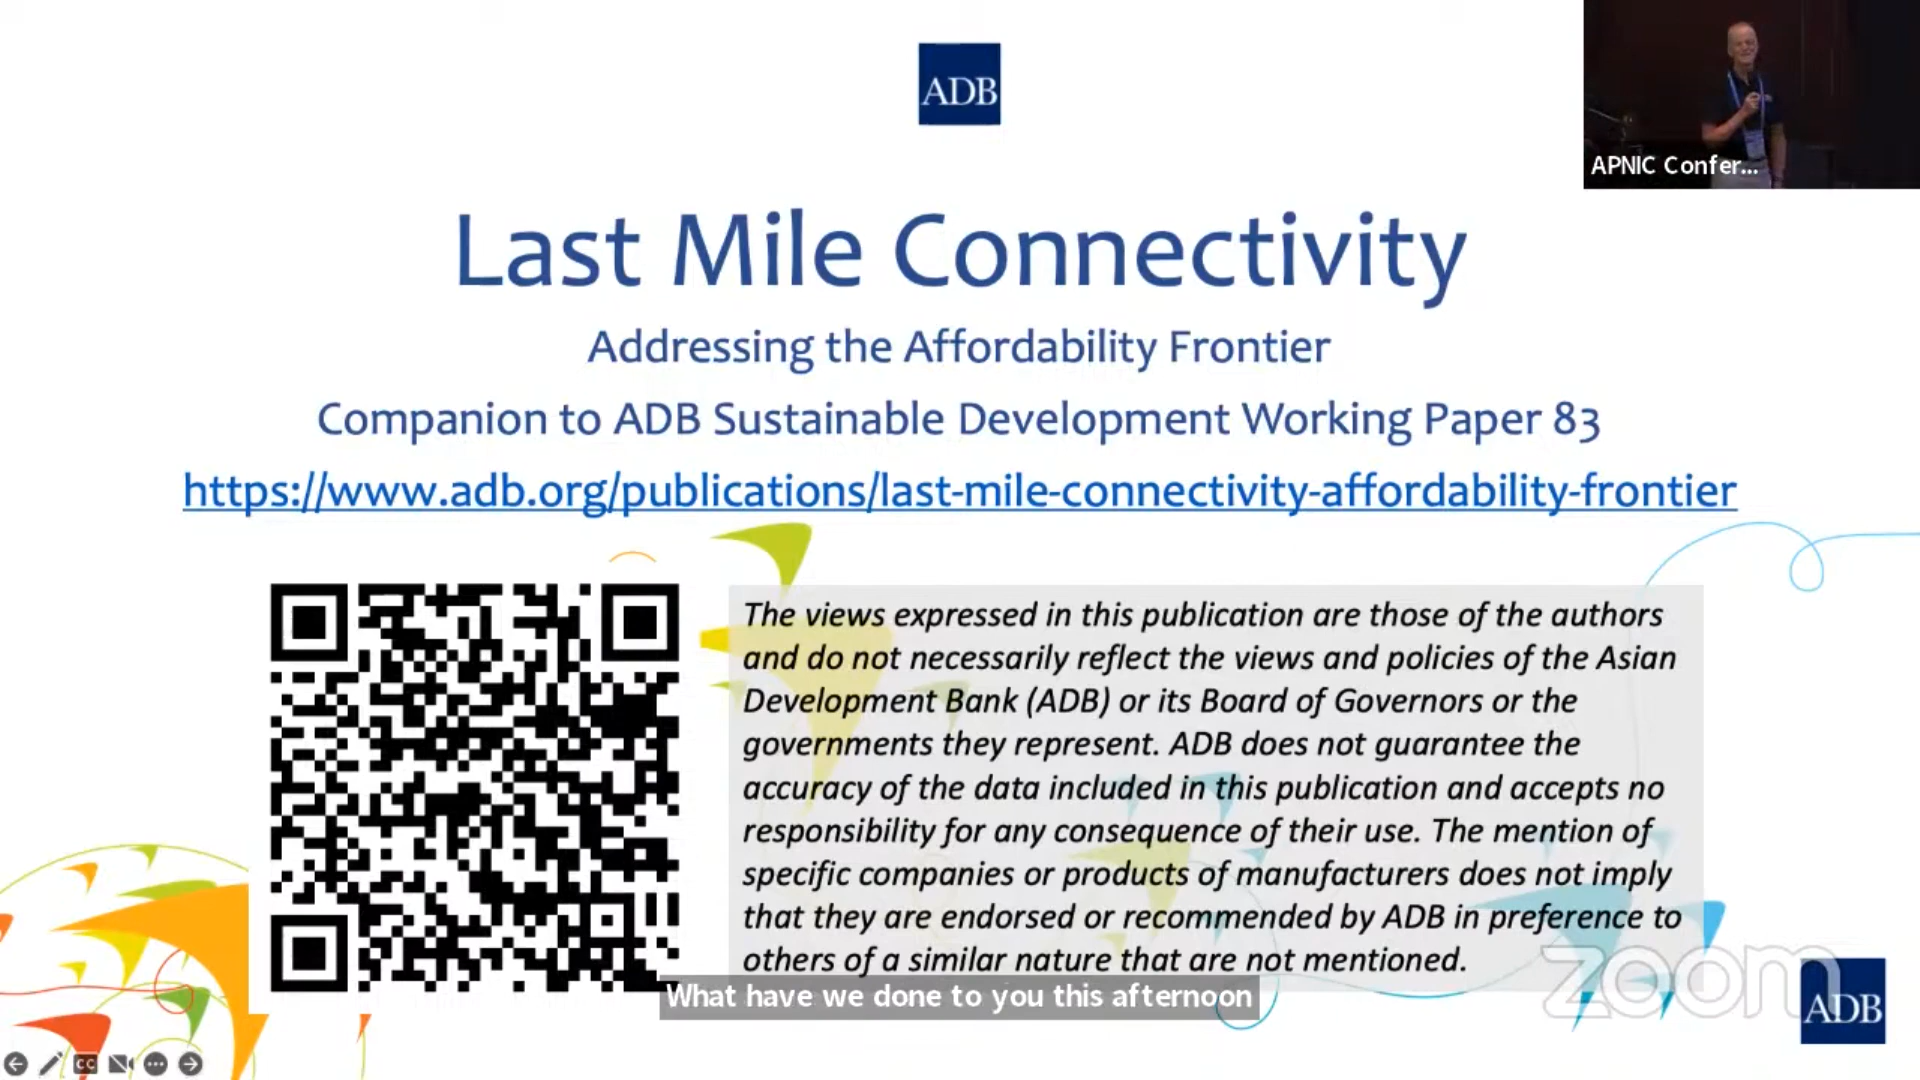 ADB
APNIC Confer...
Last Mile Connectivity
Addressing the Affordability Frontier
Companion to ADB Sustainable Development Working Paper 83
https://www.adb.org/publications/last-mile-connectivity-affordability-frontier
The views expressed in this publication are those of the authors
and do not necessarily reflect the views and policies of the Asian
Development Bank (ADB) or its Board of Governors or the
governments they represent. ADB does not guarantee the
accuracy of the data included in this publication and accepts no
responsibility for any consequence of their use. The mention of
specific companies or products of manufacturers does not imply
that they are endorsed or recommended by ADB in preference to
others of a similar nature that are not mentioned.
What have we done to you this afternoon
zoom
ADB
CC